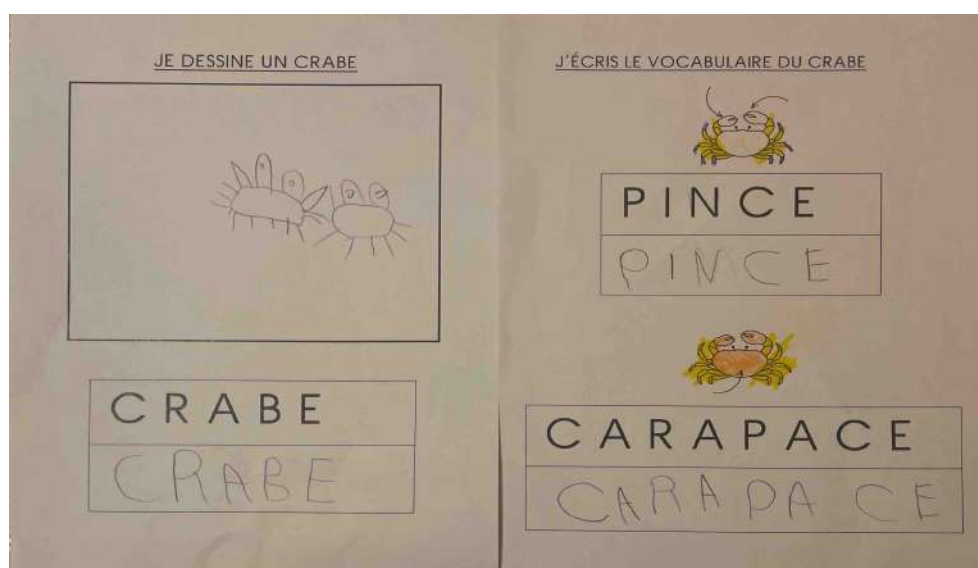 JE DESSINE UN CRABE
CRABE
CRABE
J'ÉCRIS LE VOCABULAIRE DU CRABE
PINCE
PINCE
CARAPACE
CARAPACE